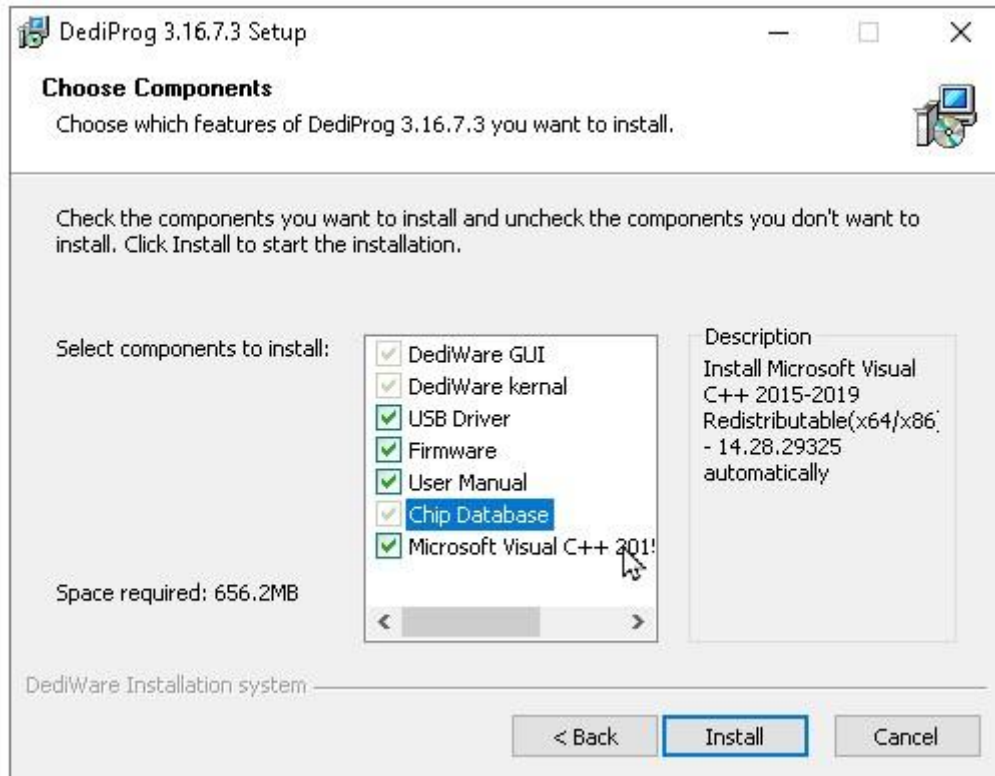 DediProg 3.16.7.3 Setup
Choose Components
Choose which features of DediProg 3.16.7.3 you want to install.
Check the components you want to install and uncheck the components you don't want to
install. Click Install to start the installation.
Select components to install:
DediWare GUI
DediWare kernal
USB Driver
Firmware
User Manual
Chip Database
Microsoft Visual C++ 201
Description
Install Microsoft Visual
C++ 2015-2019
Redistributable(x64/x86)
- 14.28.29325
automatically
Space required: 656.2MB
DediWare Installation system
< Back
Install
Cancel